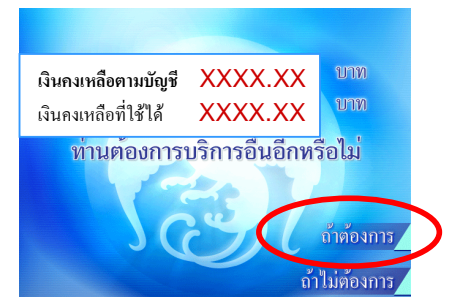 เงินคงเหลือตามบัญชี XXXX.XX บาท
เงินคงเหลือที่ใช้ได้ XXXX.XX บาท
ท่านต้องการบริการอื่นอีกหรือไม่
ถ้าต้องการ
ถ้าไม่ต้องการ